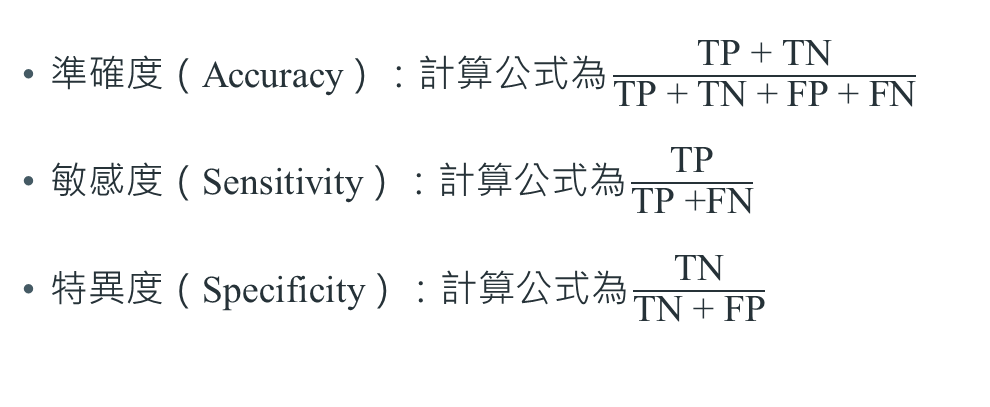 • 準確度（Accuracy）：計算公式為 (TP + TN) / (TP + TN + FP + FN)
• 敏感度（Sensitivity）：計算公式為 TP / (TP +FN)
• 特異度（Specificity）：計算公式為 TN / (TN + FP)